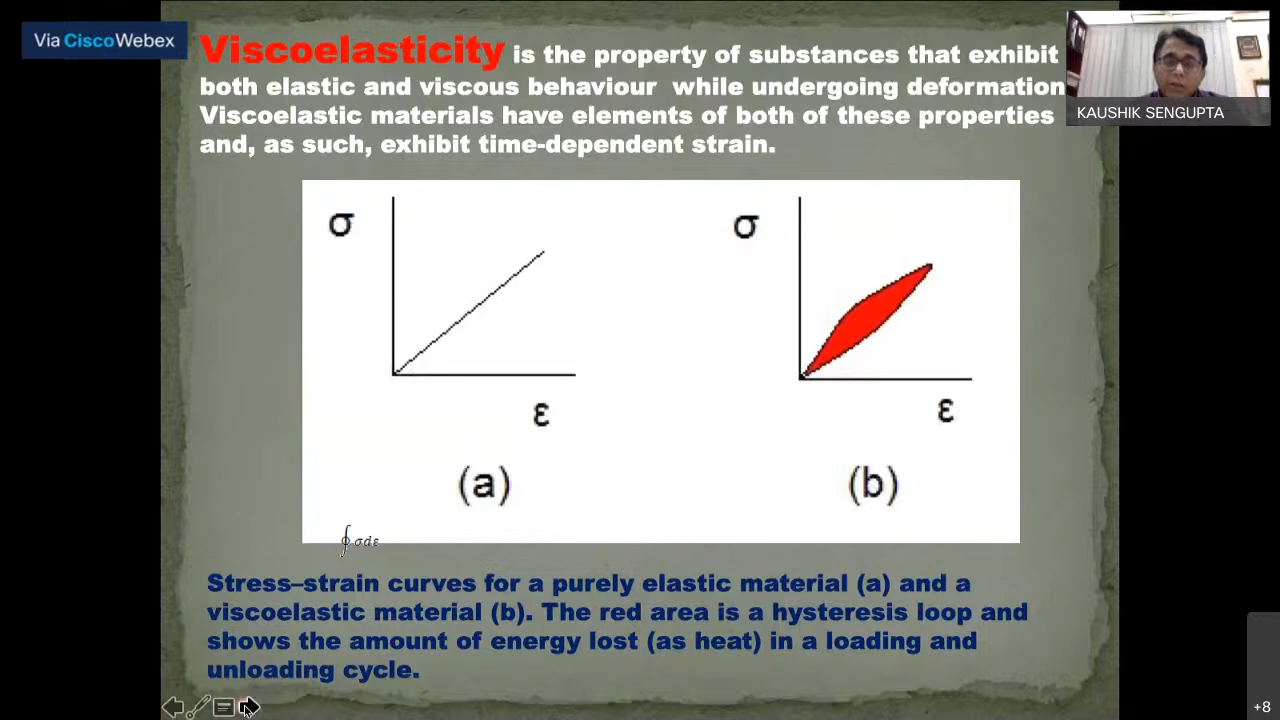 Via CiscoWebex
Viscoelasticity is the property of substances that exhibit
both elastic and viscous behaviour while undergoing deformation
Viscoelastic materials have elements of both of these properties
and, as such, exhibit time-dependent strain.
KAUSHIK SENGUPTA
σ
ε
(a)
σ
ε
(b)
∮σdε
Stress–strain curves for a purely elastic material (a) and a
viscoelastic material (b). The red area is a hysteresis loop and
shows the amount of energy lost (as heat) in a loading and
unloading cycle.
+8